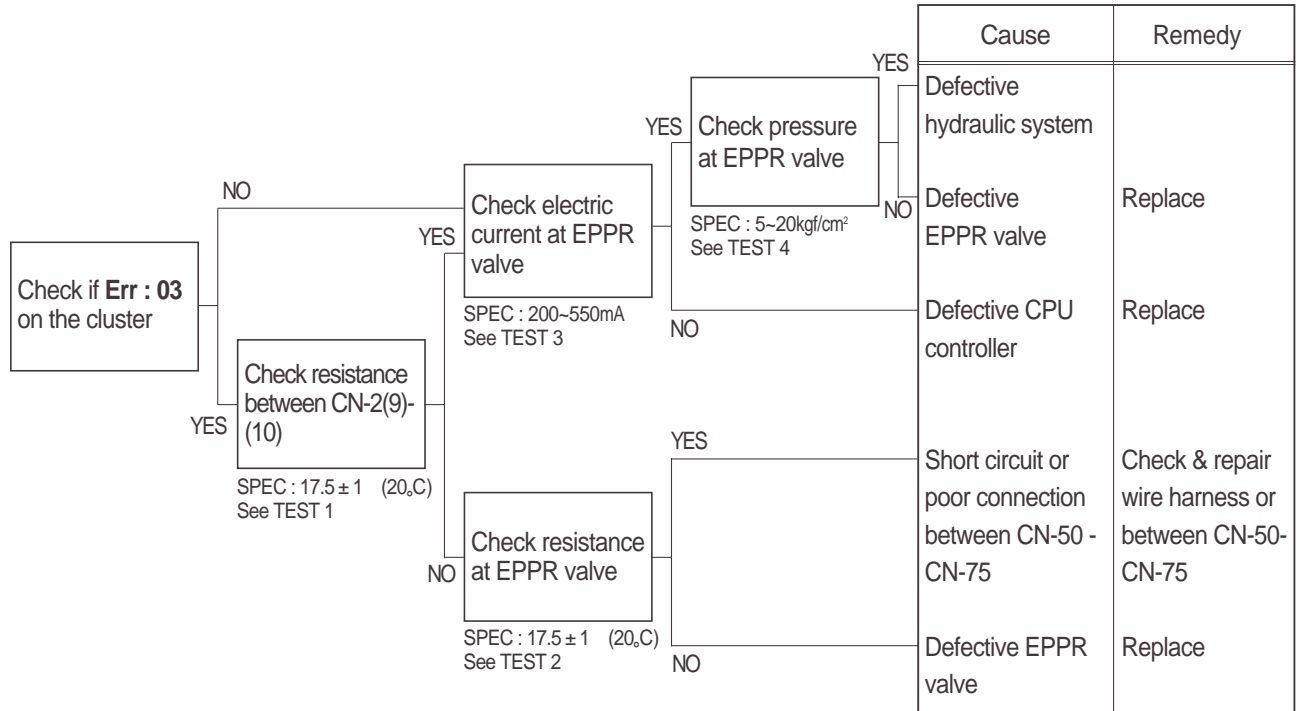 Cause
Remedy
YES
Defective
hydraulic system
YES
Check pressure
at EPPR valve
NO
Check electric
current at EPPR
valve
YES
SPEC : 5~20kgf/cm²
See TEST 4
NO
Defective
EPPR valve
Replace
Check if Err : 03
on the cluster
SPEC : 200~550mA
See TEST 3
NO
Defective CPU
controller
Replace
YES
Check resistance
between CN-2(9)-
(10)
SPEC : 17.5 ± 1 (20°C)
See TEST 1
YES
Short circuit or
poor connection
between CN-50 -
CN-75
Check & repair
wire harness or
between CN-50-
CN-75
NO
Check resistance
at EPPR valve
SPEC : 17.5 ± 1 (20°C)
See TEST 2
NO
Defective EPPR
valve
Replace